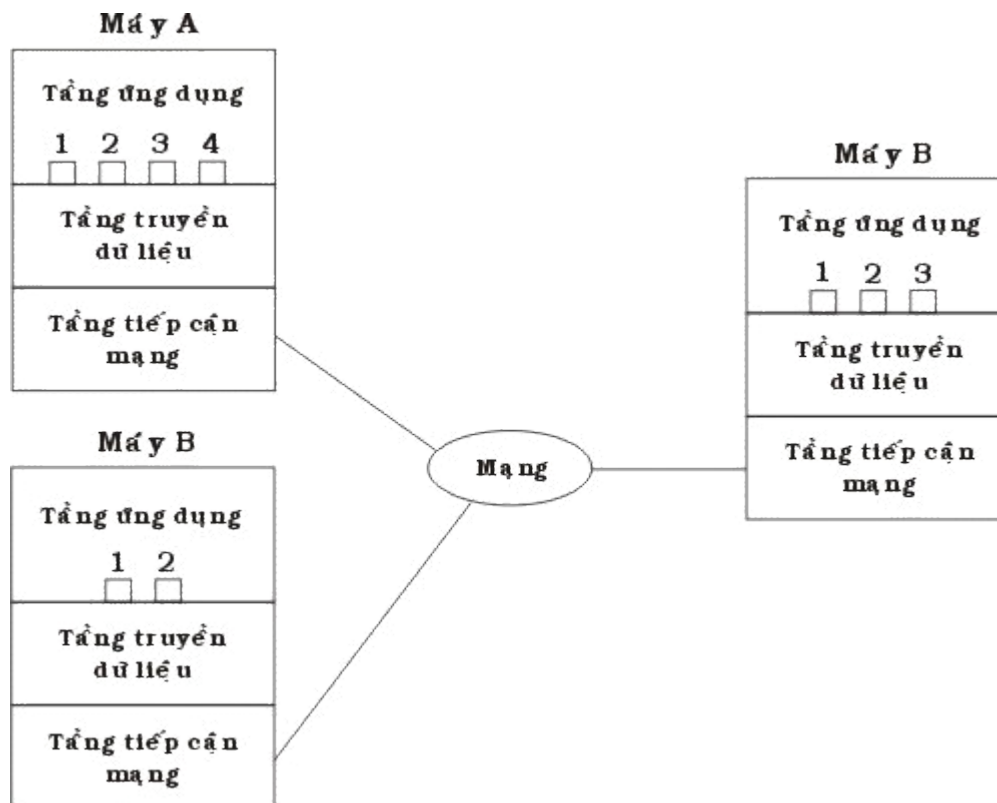 Máy A
Tầng ứng dụng
1 2 3 4
Tầng truyền
dữ liệu
Tầng tiếp cận
mạng
Máy B
Tầng ứng dụng
1 2
Tầng truyền
dữ liệu
Tầng tiếp cận
mạng
Mạng
Máy B
Tầng ứng dụng
1 2 3
Tầng truyền
dữ liệu
Tầng tiếp cận
mạng